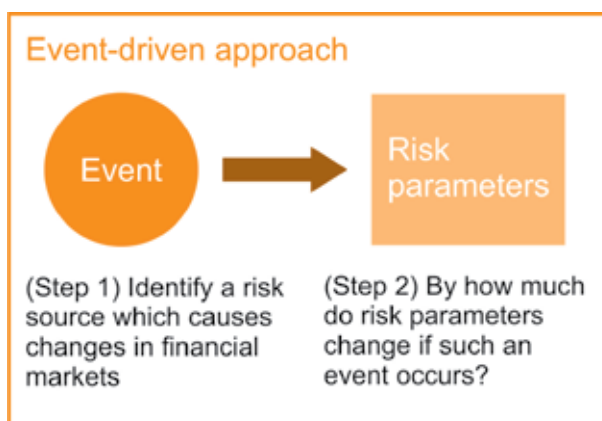 Event-driven approach
Event
Risk
parameters
(Step 1) Identify a risk
source which causes
changes in financial
markets
(Step 2) By how much
do risk parameters
change if such an
event occurs?